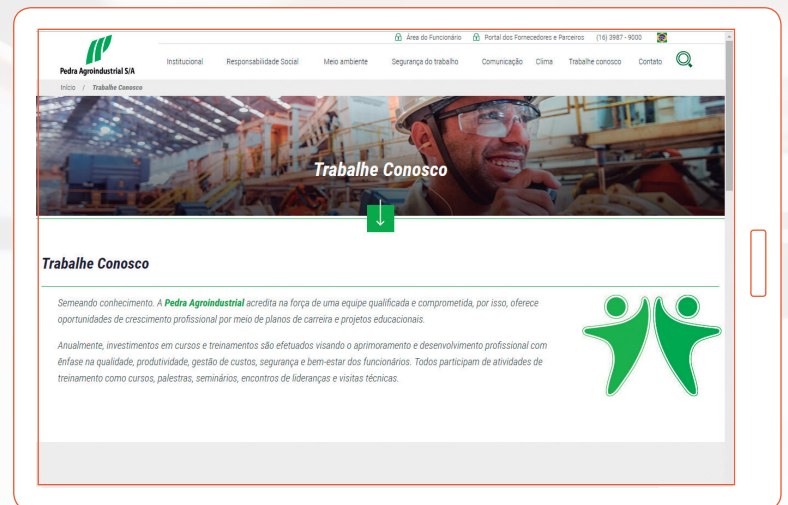 Área do Funcionário Portal dos Fornecedores e Parceiros (16) 3987 - 9000
Pedra Agroindustrial S/A
Institucional Responsabilidade Social Meio ambiente Segurança do trabalho Comunicação Clima Trabalhe conosco Contato
Início / Trabalhe Conosco
Trabalhe Conosco
Trabalhe Conosco
Semeando conhecimento. A Pedra Agroindustrial acredita na força de uma equipe qualificada e comprometida, por isso, oferece
oportunidades de crescimento profissional por meio de planos de carreira e projetos educacionais.
Anualmente, investimentos em cursos e treinamentos são efetuados visando o aprimoramento e desenvolvimento profissional com
ênfase na qualidade, produtividade, gestão de custos, segurança e bem-estar dos funcionários. Todos participam de atividades de
treinamento como cursos, palestras, seminários, encontros de lideranças e visitas técnicas.